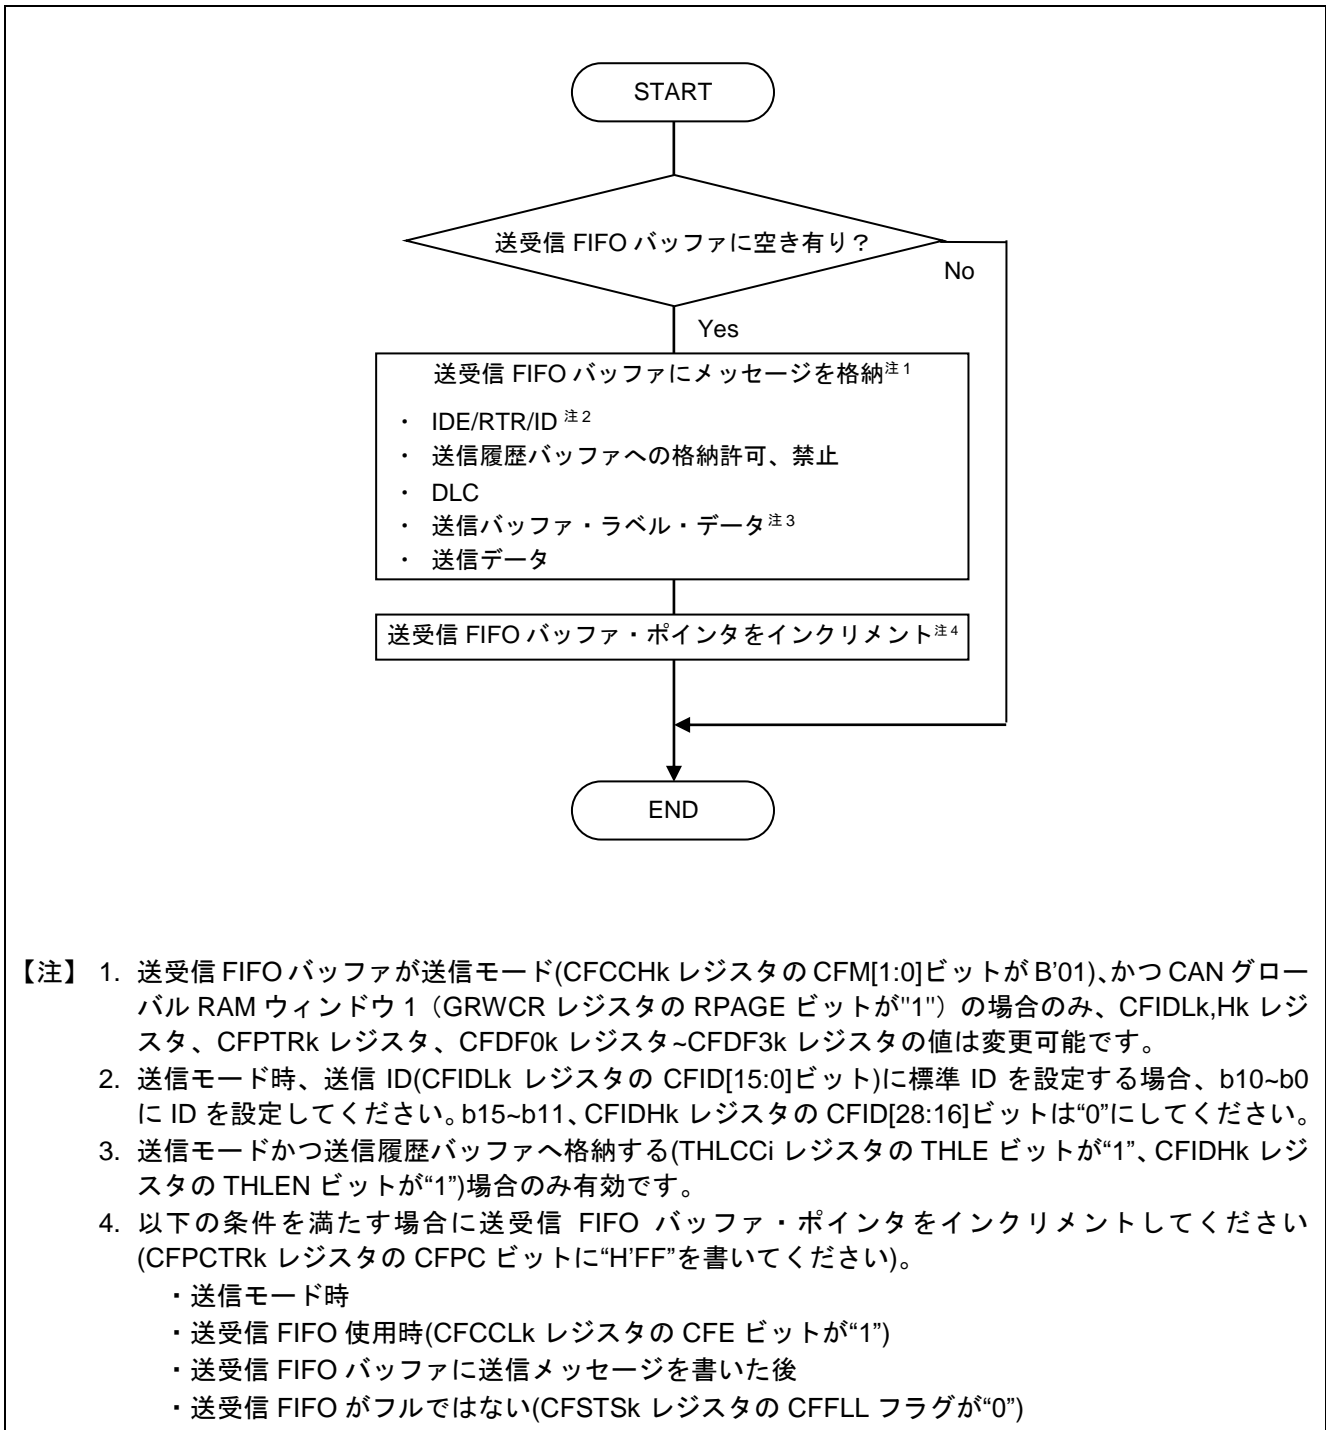 START
送受信 FIFO バッファに空き有り？
No
Yes
送受信 FIFO バッファにメッセージを格納注 1
・ IDE/RTR/ID 注 2
・ 送信履歴バッファへの格納許可、禁止
・ DLC
・ 送信バッファ・ラベル・データ注 3
・ 送信データ
送受信 FIFO バッファ・ポインタをインクリメント注 4
END
【注】 1. 送受信 FIFO バッファが送信モード(CFCCHk レジスタの CFM[1:0]ビットが B'01)、かつ CAN グロー
バル RAM ウィンドウ 1（GRWCR レジスタの RPAGE ビットが"1"）の場合のみ、CFIDLk,Hk レジ
スタ、CFPTRk レジスタ、CFDF0k レジスタ~CFDF3k レジスタの値は変更可能です。
2. 送信モード時、送信 ID(CFIDLk レジスタの CFID[15:0]ビット)に標準 ID を設定する場合、b10~b0
に ID を設定してください。b15~b11、CFIDHk レジスタの CFID[28:16]ビットは“0”にしてください。
3. 送信モードかつ送信履歴バッファへ格納する(THLCCi レジスタの THLE ビットが“1”、CFIDHk レジ
スタの THLEN ビットが“1”)場合のみ有効です。
4. 以下の条件を満たす場合に送受信 FIFO バッファ・ポインタをインクリメントしてください
(CFPCTRk レジスタの CFPC ビットに“H’FF”を書いてください)。
・送信モード時
・送受信 FIFO 使用時(CFCCLk レジスタの CFE ビットが“1”)
・送受信 FIFO バッファに送信メッセージを書いた後
・送受信 FIFO がフルではない(CFSTSk レジスタの CFFLL フラグが“0”)